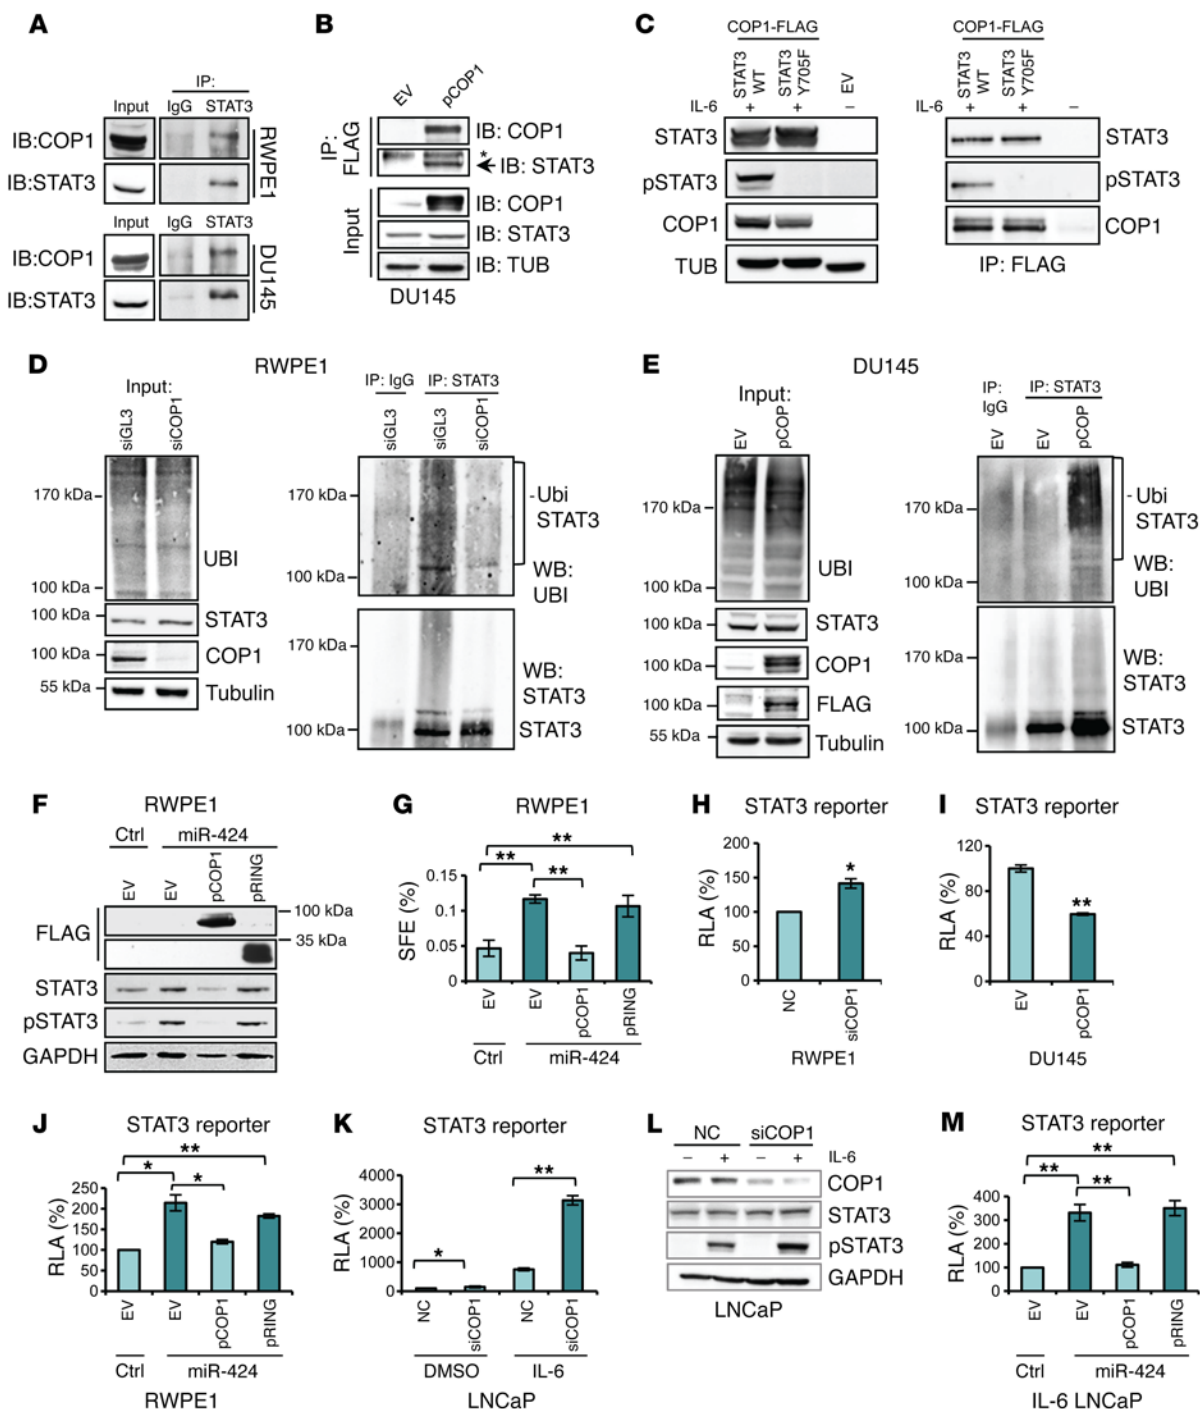 A
IP:
Input IgG STAT3
IB:COP1
IB:STAT3
RWPE1
Input IgG STAT3
IB:COP1
IB:STAT3
DU145
B
EV pCOP1
IP: FLAG
IB: COP1
*
IB: STAT3
Input
IB: COP1
IB: STAT3
IB: TUB
DU145
C
COP1-FLAG
STAT3 WT STAT3 Y705F EV
IL-6 + + –
STAT3
pSTAT3
COP1
TUB
COP1-FLAG
STAT3 WT STAT3 Y705F
+ + –
STAT3
pSTAT3
COP1
IP: FLAG
D
RWPE1
Input:
siGL3 siCOP1
170 kDa
100 kDa
UBI
100 kDa
STAT3
100 kDa
COP1
55 kDa
Tubulin
IP: IgG IP: STAT3
siGL3 siGL3 siCOP1
170 kDa
100 kDa
-Ubi
STAT3
WB:
UBI
170 kDa
WB:
STAT3
100 kDa
STAT3
E
DU145
Input:
EV pCOP
170 kDa
100 kDa
UBI
100 kDa
STAT3
100 kDa
COP1
100 kDa
FLAG
55 kDa
Tubulin
IP:
IgG
IP: STAT3
EV EV pCOP
170 kDa
100 kDa
-Ubi
STAT3
WB:
UBI
170 kDa
WB:
STAT3
100 kDa
STAT3
F
RWPE1
Ctrl miR-424
EV EV pCOP1 pRING
FLAG
100 kDa
35 kDa
STAT3
pSTAT3
GAPDH
G
RWPE1
**
** **
SFE (%)
0.15
0.1
0.05
0
EV EV pCOP1 pRING
Ctrl miR-424
H
STAT3 reporter
RLA (%)
200
150
100
50
0
*
NC siCOP1
RWPE1
I
STAT3 reporter
RLA (%)
120
80
40
0
**
EV pCOP1
DU145
J
STAT3 reporter
**
* *
RLA (%)
250
200
150
100
50
0
EV EV pCOP1 pRING
Ctrl miR-424
RWPE1
K
STAT3 reporter
RLA (%)
4000
3000
2000
1000
0
* **
NC siCOP1 NC siCOP1
DMSO IL-6
LNCaP
L
NC siCOP1
– + – + IL-6
COP1
STAT3
pSTAT3
GAPDH
LNCaP
M
STAT3 reporter
**
** **
RLA (%)
400
300
200
100
0
EV EV pCOP1 pRING
Ctrl miR-424
IL-6 LNCaP